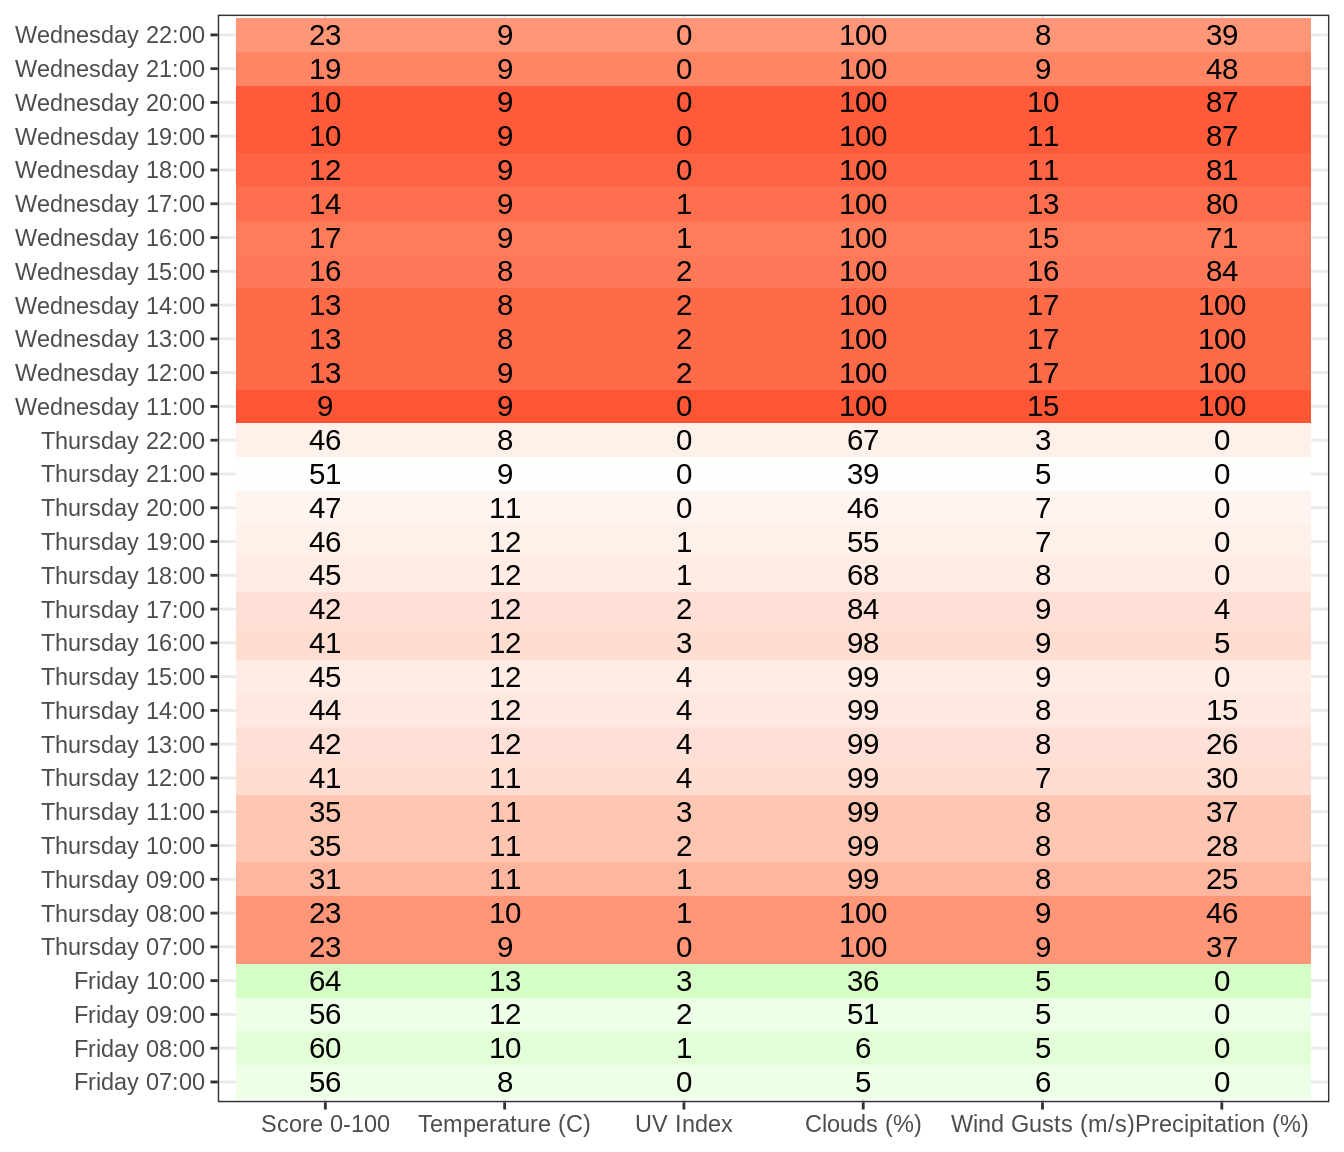 Wednesday 22:00 23 9 0 100 8 39
Wednesday 21:00 19 9 0 100 9 48
Wednesday 20:00 10 9 0 100 10 87
Wednesday 19:00 10 9 0 100 11 87
Wednesday 18:00 12 9 0 100 11 81
Wednesday 17:00 14 9 1 100 13 80
Wednesday 16:00 17 9 1 100 15 71
Wednesday 15:00 16 8 2 100 16 84
Wednesday 14:00 13 8 2 100 17 100
Wednesday 13:00 13 8 2 100 17 100
Wednesday 12:00 13 9 2 100 17 100
Wednesday 11:00 9 9 0 100 15 100
Thursday 22:00 46 8 0 67 3 0
Thursday 21:00 51 9 0 39 5 0
Thursday 20:00 47 11 0 46 7 0
Thursday 19:00 46 12 1 55 7 0
Thursday 18:00 45 12 1 68 8 0
Thursday 17:00 42 12 2 84 9 4
Thursday 16:00 41 12 3 98 9 5
Thursday 15:00 45 12 4 99 9 0
Thursday 14:00 44 12 4 99 8 15
Thursday 13:00 42 12 4 99 8 26
Thursday 12:00 41 11 4 99 7 30
Thursday 11:00 35 11 3 99 8 37
Thursday 10:00 35 11 2 99 8 28
Thursday 09:00 31 11 1 99 8 25
Thursday 08:00 23 10 1 100 9 46
Thursday 07:00 23 9 0 100 9 37
Friday 10:00 64 13 3 36 5 0
Friday 09:00 56 12 2 51 5 0
Friday 08:00 60 10 1 6 5 0
Friday 07:00 56 8 0 5 6 0
Score 0-100 Temperature (C) UV Index Clouds (%) Wind Gusts (m/s) Precipitation (%)